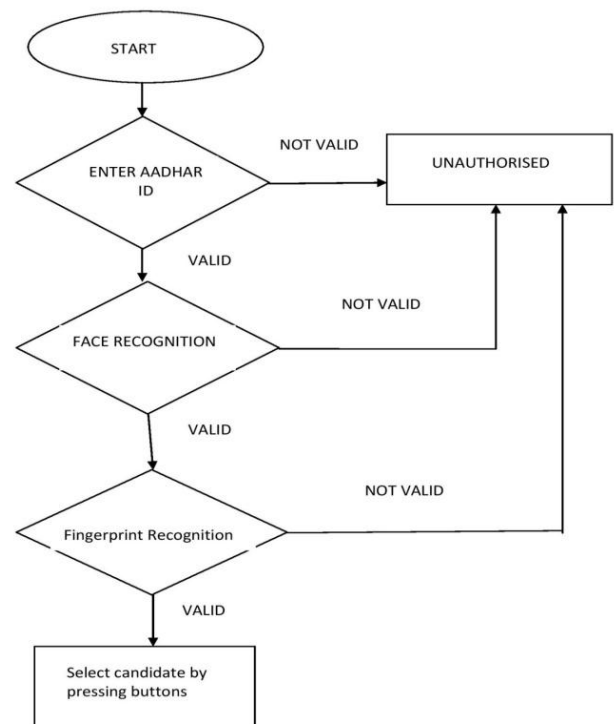 START
NOT VALID
UNAUTHORISED
ENTER AADHAR
ID
VALID
NOT VALID
FACE RECOGNITION
VALID
NOT VALID
Fingerprint Recognition
VALID
Select candidate by
pressing buttons